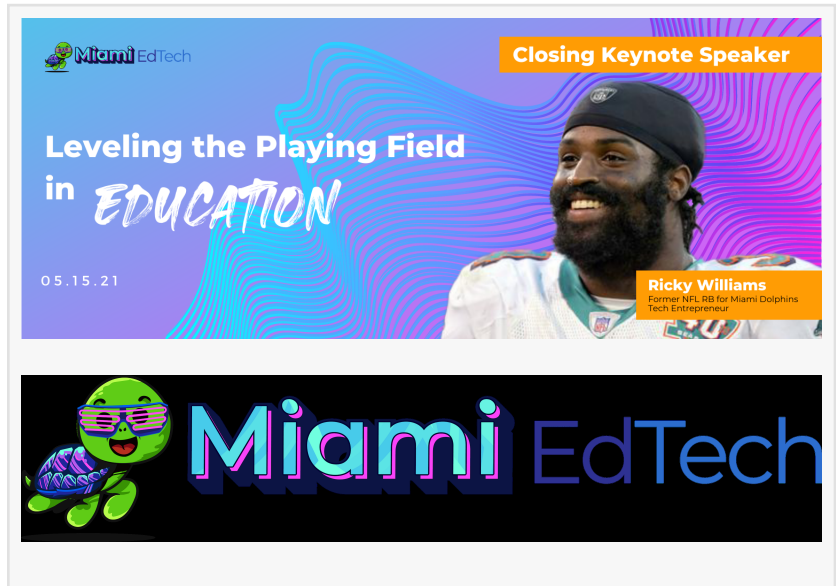 Miami EdTech
Closing Keynote Speaker
Leveling the Playing Field
in EDUCATION
05.15.21
Ricky Williams
Former NFL RB for Miami Dolphins
Tech Entrepreneur
Miami EdTech